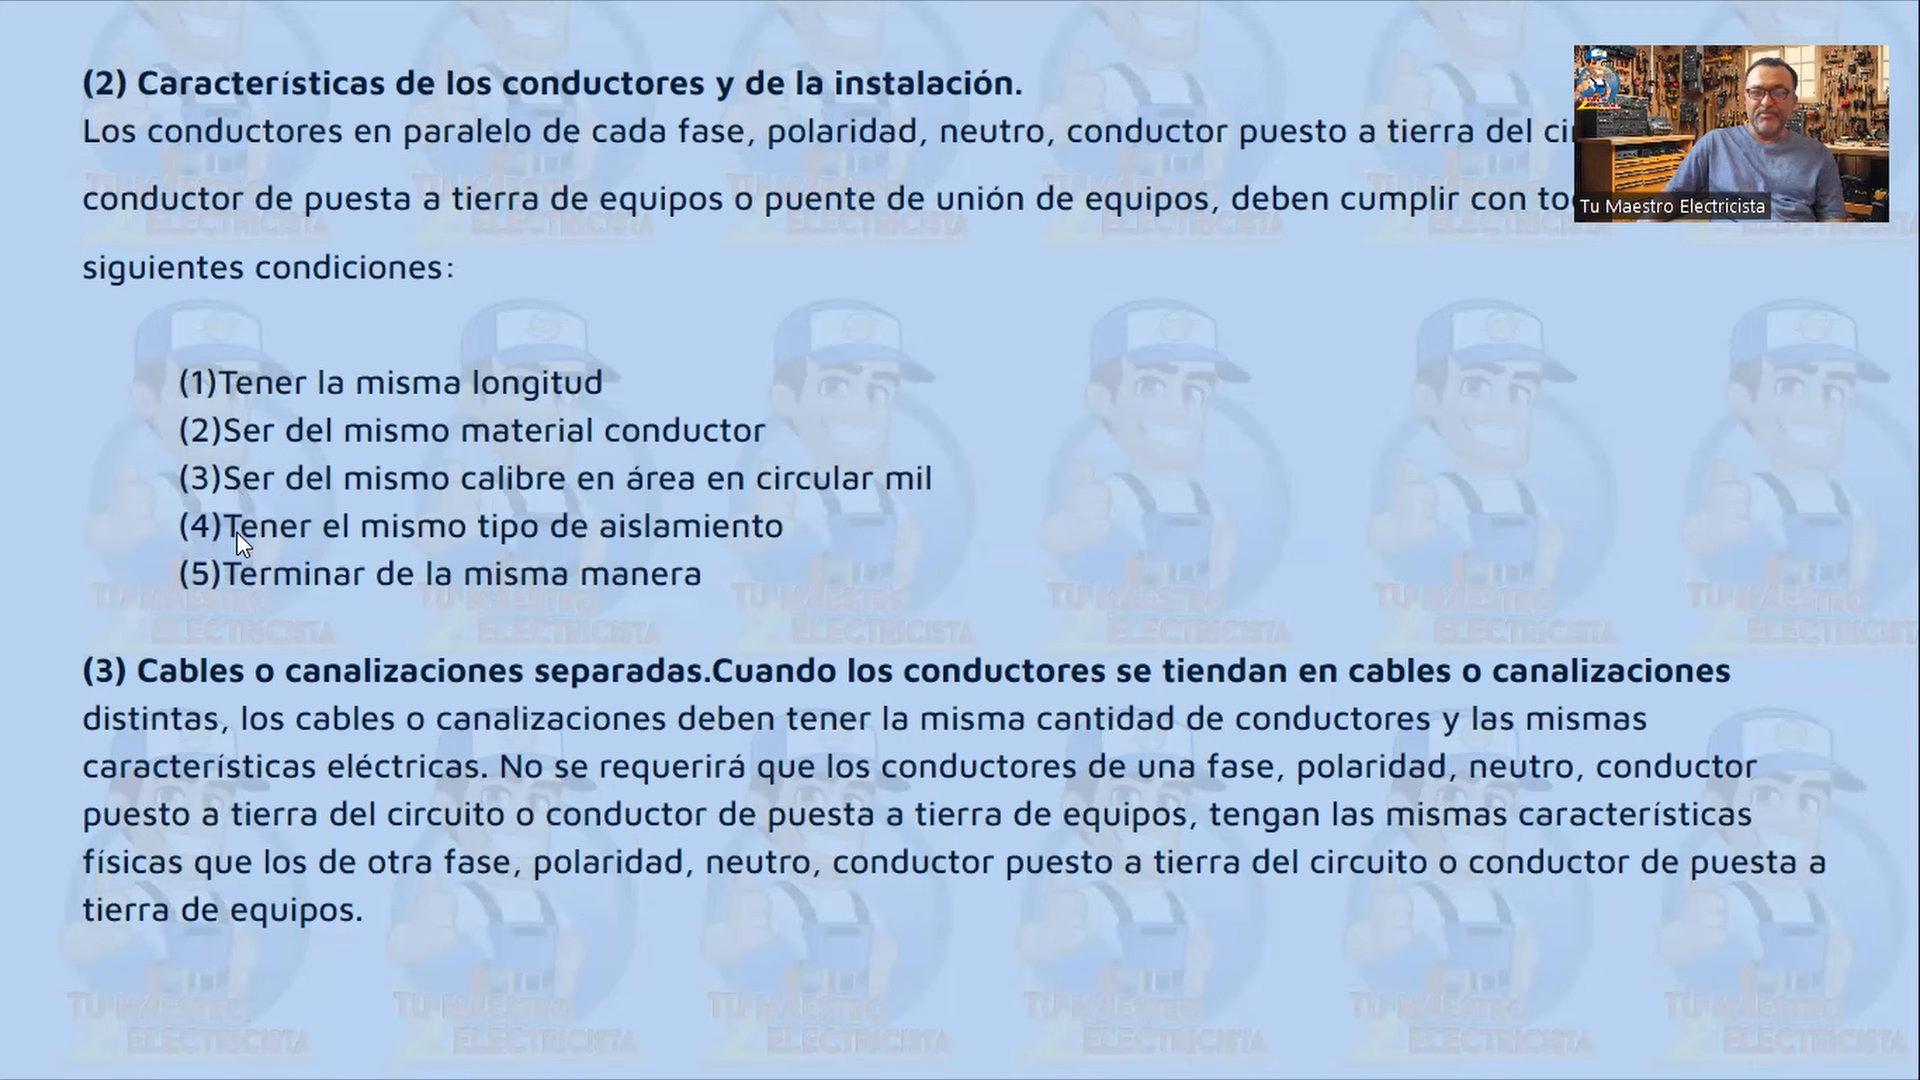 (2) Características de los conductores y de la instalación.
Los conductores en paralelo de cada fase, polaridad, neutro, conductor puesto a tierra del
conductor de puesta a tierra de equipos o puente de unión de equipos, deben cumplir con
siguientes condiciones:
(1)Tener la misma longitud
(2)Ser del mismo material conductor
(3)Ser del mismo calibre en área en circular mil
(4)Tener el mismo tipo de aislamiento
(5)Terminar de la misma manera
(3) Cables o canalizaciones separadas.Cuando los conductores se tiendan en cables o canalizaciones
distintas, los cables o canalizaciones deben tener la misma cantidad de conductores y las mismas
características eléctricas. No se requerirá que los conductores de una fase, polaridad, neutro, conductor
puesto a tierra del circuito o conductor de puesta a tierra de equipos, tengan las mismas características
físicas que los de otra fase, polaridad, neutro, conductor puesto a tierra del circuito o conductor de puesta a
tierra de equipos.
Tu Maestro Electricista
TU MAESTRO
ELECTRICISTA